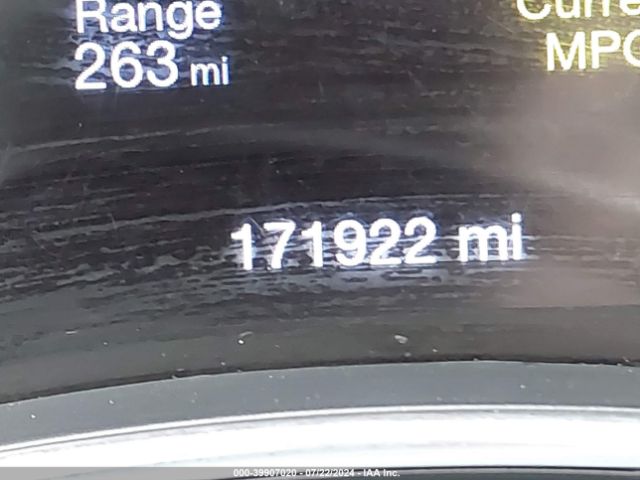 Range
263 mi
MPG
171922 mi
000-39907020 - 07/22/2024 - IAA Inc.